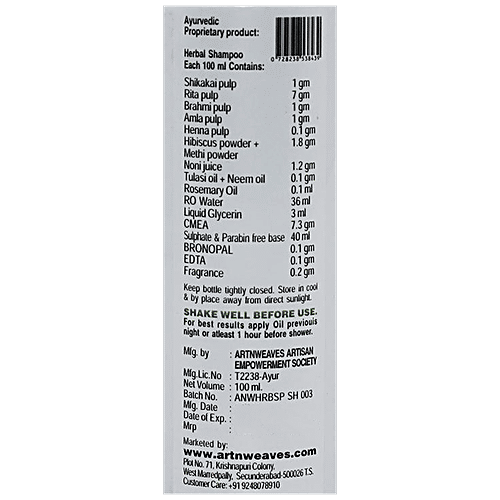 Ayurvedic
Proprietary product:
0 728238 538439
Herbal Shampoo
Each 100 ml Contains:
Shikakai pulp 1 gm
Rita pulp 7 gm
Brahmi pulp 1 gm
Amla pulp 1 gm
Henna pulp 0.1 gm
Hibiscus powder + 1.8 gm
Methi powder
Noni juice 1.2 gm
Tulasi oil + Neem oil 0.1 gm
Rosemary Oil 0.1 ml
RO Water 36 ml
Liquid Glycerin 3 ml
CMEA 7.3 gm
Sulphate & Parabin free base 40 ml
BRONOPAL 0.1 gm
EDTA 0.1 gm
Fragrance 0.2 gm
Keep bottle tightly closed. Store in cool
& by place away from direct sunlight.
SHAKE WELL BEFORE USE.
For best results apply Oil previouis
night or atleast 1 hour before shower.
Mfg. by : ARTNWEAVES ARTISAN
EMPOWERMENT SOCIETY
Mfg.Lic.No : T2238-Ayur
Net Volume : 100 ml.
Batch No. : ANWHRBSP SH 003
Mfg. Date :
Date of Exp. :
Mrp :
Marketed by:
www.artnweaves.com
Plot No. 71, Krishnapuri Colony,
West Marredpally, Secunderabad-500026 T.S.
Customer Care: +91 9248078910